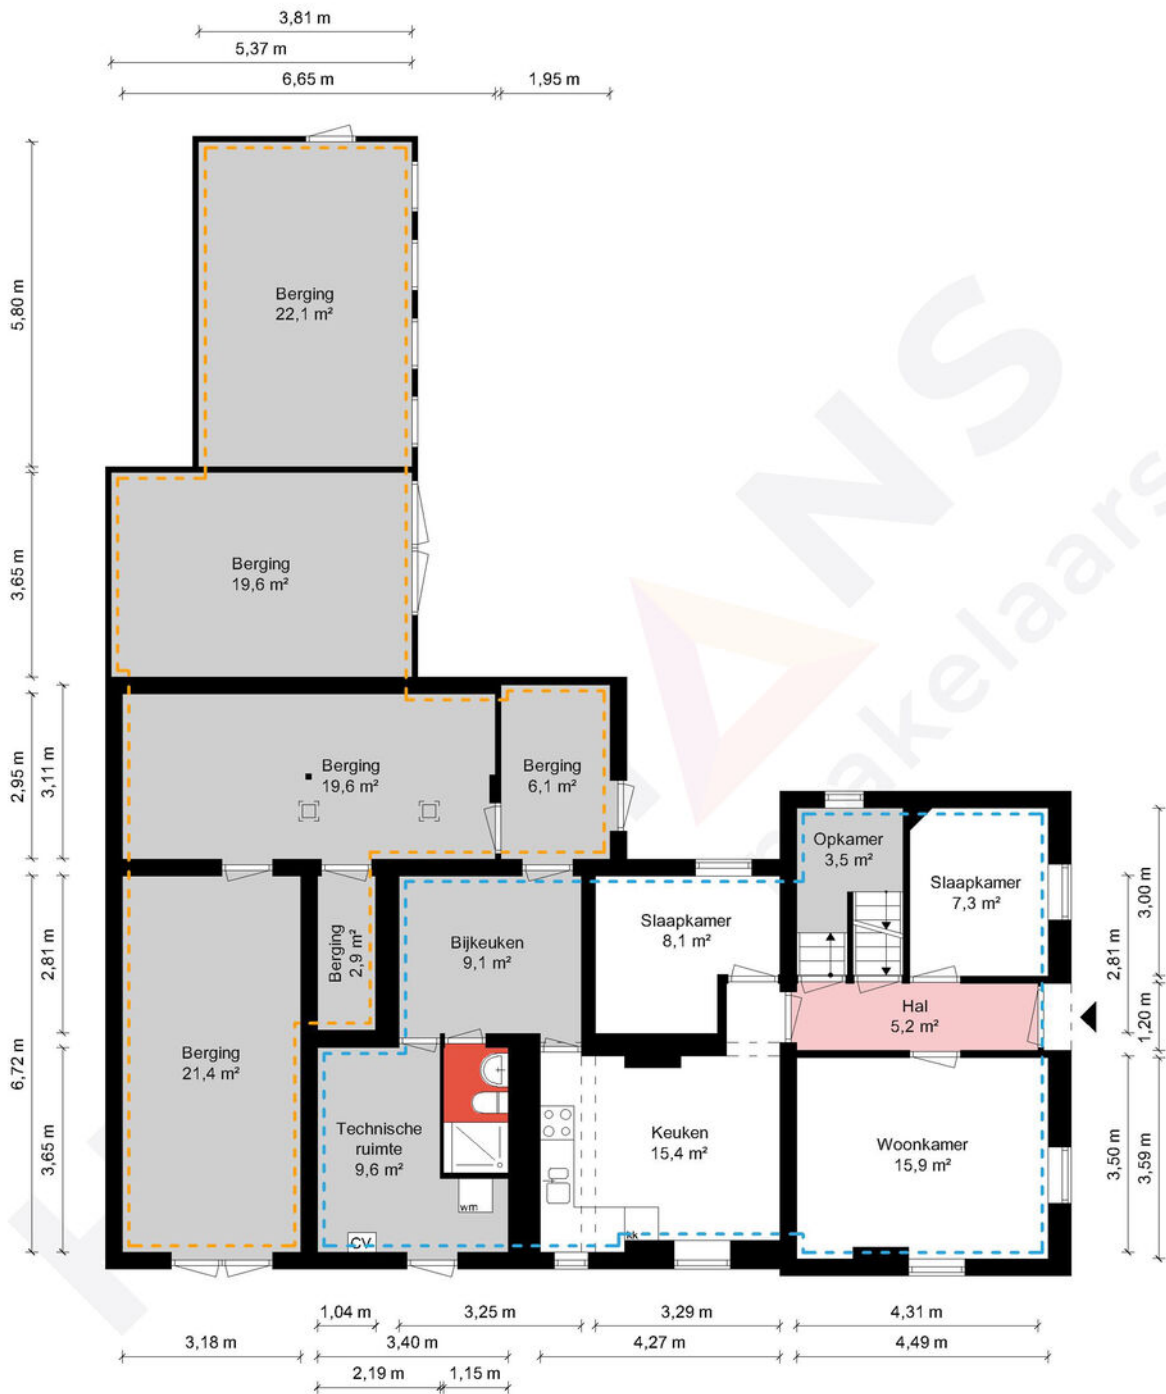 3,81 m
5,37 m
6,65 m
1,95 m
5,80 m
Berging
22,1 m²
3,65 m
Berging
19,6 m²
2,95 m
3,11 m
Berging
19,6 m²
Berging
6,1 m²
Opkamer
3,5 m²
Slaapkamer
7,3 m²
3,00 m
2,81 m
2,81 m
Berging
2,9 m²
Bijkeuken
9,1 m²
Slaapkamer
8,1 m²
Hal
5,2 m²
1,20 m
6,72 m
Berging
21,4 m²
3,65 m
Technische
ruimte
9,6 m²
Keuken
15,4 m²
Woonkamer
15,9 m²
3,50 m
3,59 m
wm
CV
kk
1,04 m
3,25 m
3,29 m
4,31 m
3,18 m
3,40 m
4,27 m
4,49 m
2,19 m
1,15 m
NS
akelaars